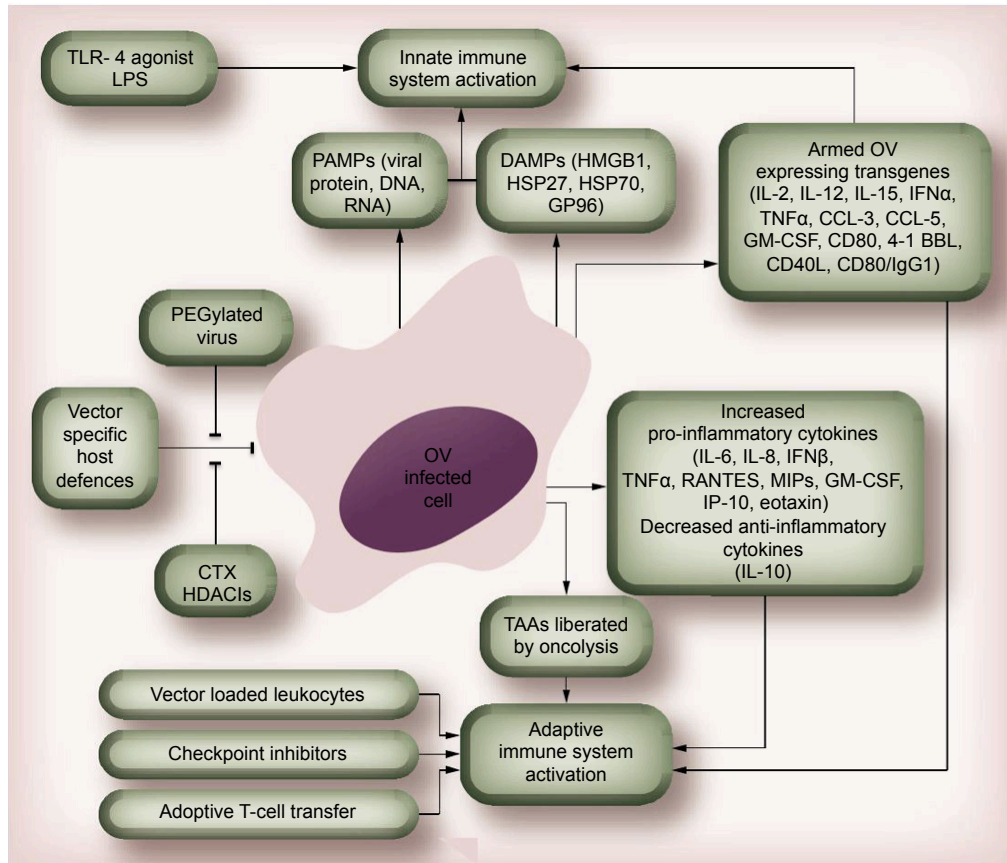 TLR- 4 agonist
LPS
Innate immune
system activation
PAMPs (viral
protein, DNA,
RNA)
DAMPs (HMGB1,
HSP27, HSP70,
GP96)
Armed OV
expressing transgenes
(IL-2, IL-12, IL-15, IFNα,
TNFα, CCL-3, CCL-5,
GM-CSF, CD80, 4-1 BBL,
CD40L, CD80/IgG1)
PEGylated
virus
Vector
specific
host
defences
CTX
HDACIs
OV
infected
cell
Increased
pro-inflammatory cytokines
(IL-6, IL-8, IFNβ,
TNFα, RANTES, MIPs, GM-CSF,
IP-10, eotaxin)
Decreased anti-inflammatory
cytokines
(IL-10)
TAAs liberated
by oncolysis
Vector loaded leukocytes
Checkpoint inhibitors
Adoptive T-cell transfer
Adaptive
immune system
activation